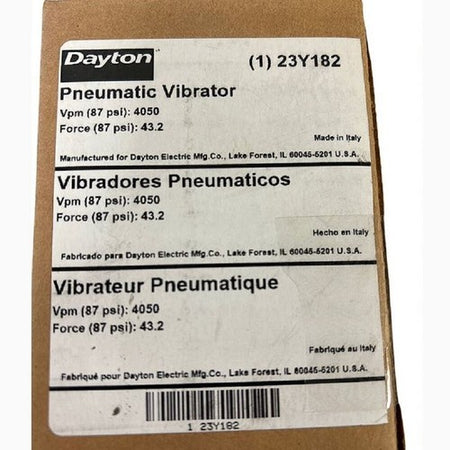 Dayton
(1) 23Y182
Pneumatic Vibrator
Vpm (87 psi): 4050
Force (87 psi): 43.2
Made in Italy
Manufactured for Dayton Electric Mfg.Co., Lake Forest, IL 60045-5201 U.S.A.
Vibradores Pneumaticos
Vpm (87 psi): 4050
Force (87 psi): 43.2
Hecho en Italy
Fabricado para Dayton Electric Mfg.Co., Lake Forest, IL 60045-5201 U.S.A.
Vibrateur Pneumatique
Vpm (87 psi): 4050
Force (87 psi): 43.2
Fabriqué au Italy
Fabriqué pour Dayton Electric Mfg.Co., Lake Forest, IL 60045-5201 U.S.A.
1 23Y182